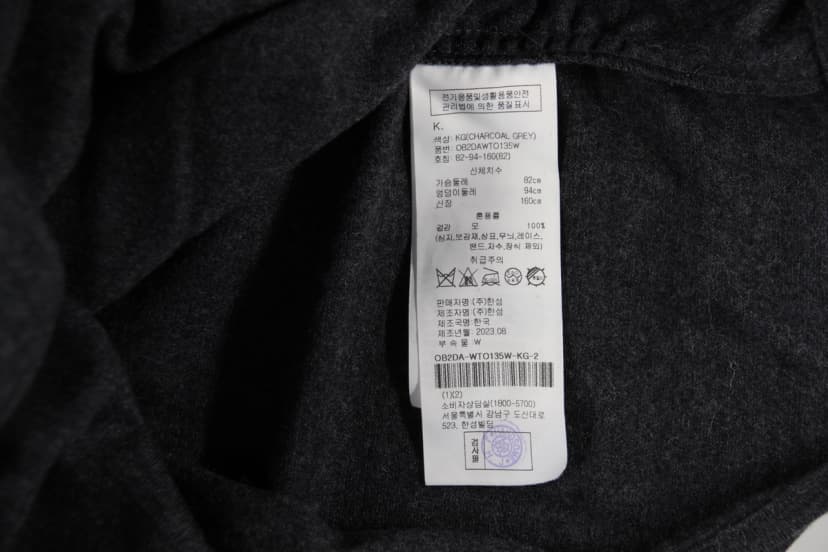 전기용품및생활용품안전
관리법에 의한 품질표시
K.
색상: KG(CHARCOAL GREY)
품번: OB2DAWTO135W
호칭: 82-94-160(82)
신체치수
가슴둘레 82cm
엉덩이둘레 94cm
신장 160cm
혼용률
겉감 모 100%
(심지,보강재,상표,무늬,레이스,
밴드,자수,장식 제외)
취급주의
판매자명:(주)한섬
제조자명:(주)한섬
제조국명:한국
제조년월: 2023.08
부 속 물:W
OB2DA-WTO135W-KG-2
(1)(2)
소비자상담실(1800-5700)
서울특별시 강남구 도산대로
523, 한섬빌딩
검사필